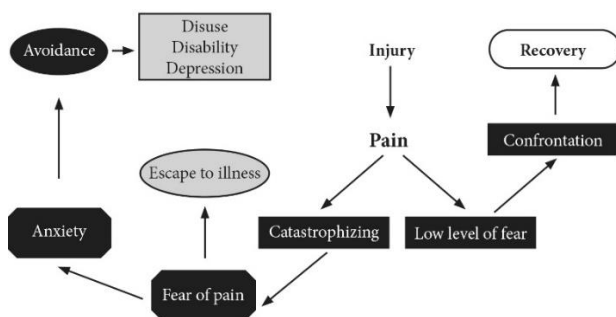 Disuse
Disability
Depression
Avoidance
Injury
Recovery
Pain
Confrontation
Escape to illness
Anxiety
Catastrophizing
Low level of fear
Fear of pain